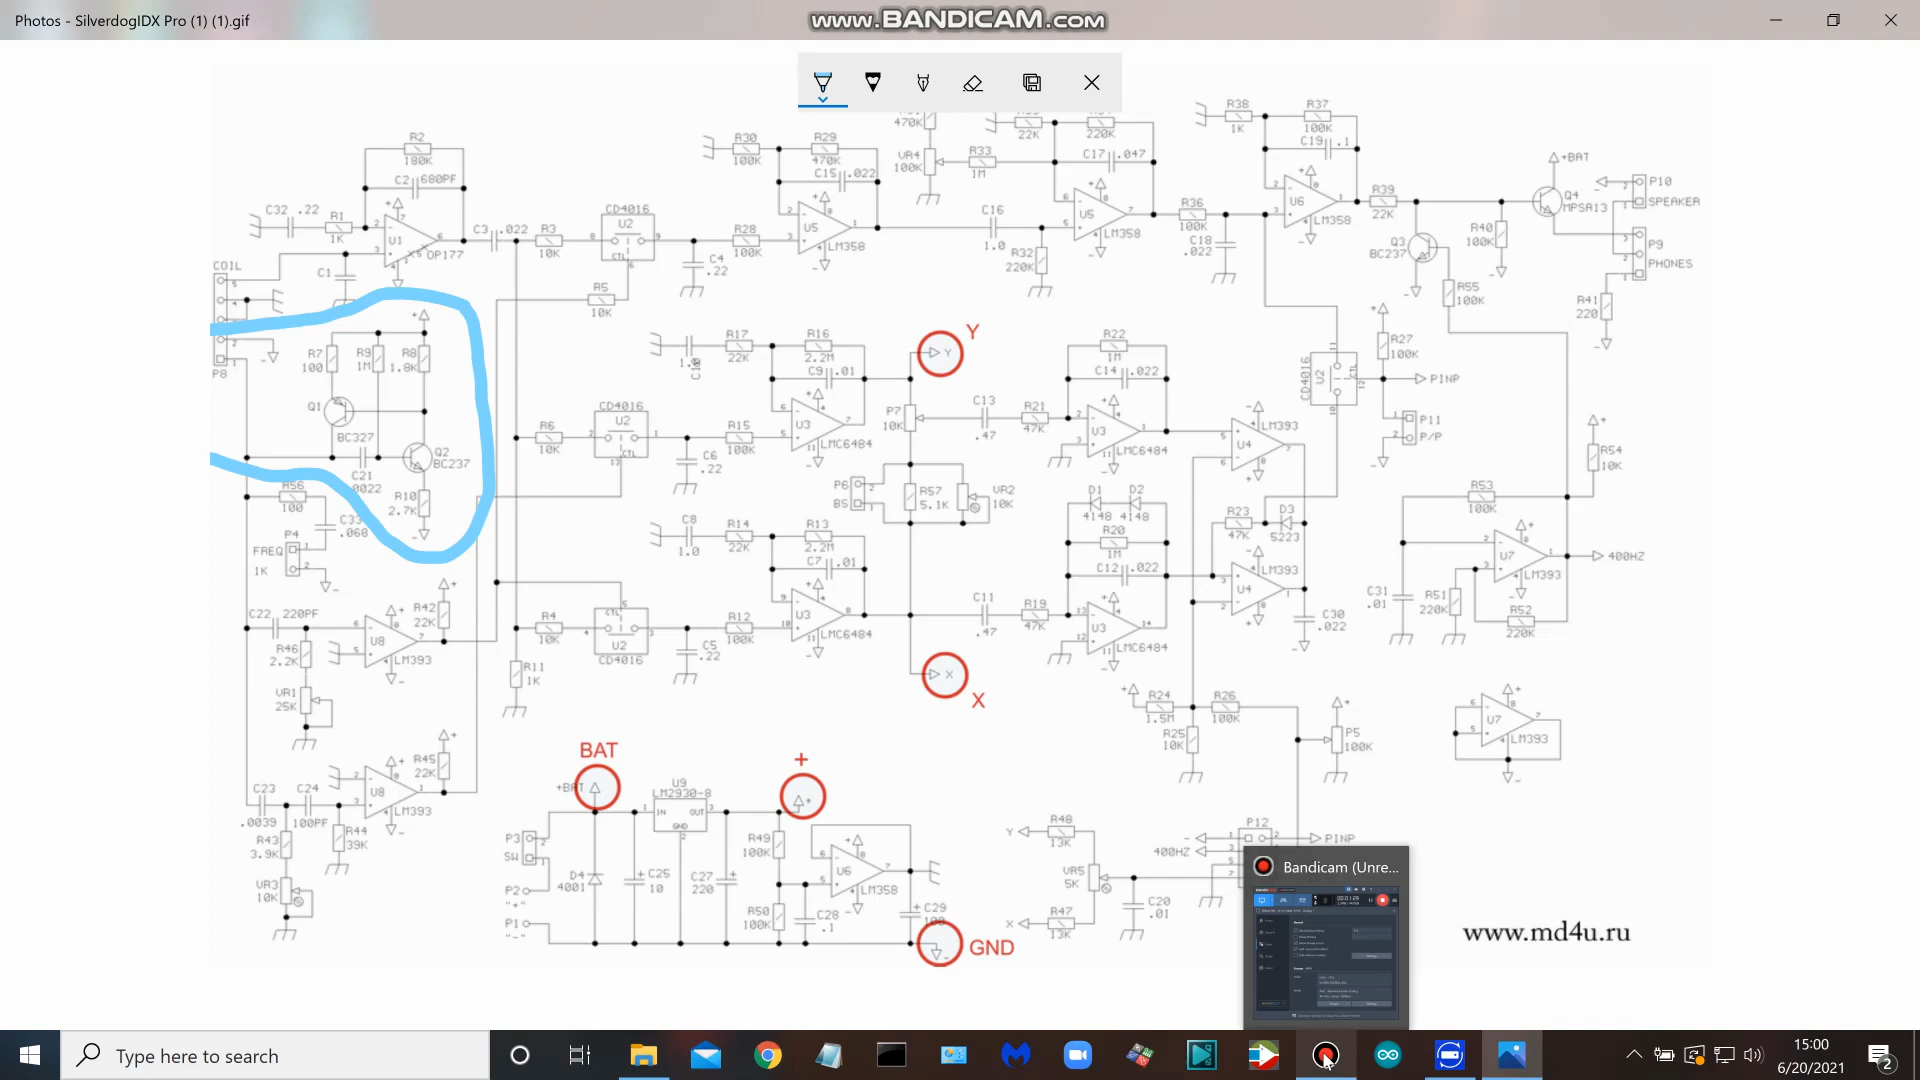 Photos - SilverdogIDX Pro (1) (1).gif
www.BANDICAM.com
R2
180K
C2 680PF
C32 .22
R1
1K
U1
OP177
C3 .022
C1
COIL
P8
R30
100K
R29
470K
C15 .022
CD4016
U2
CTL
R3
10K
R5
10K
C4
.22
R28
100K
U5
LM358
470K
VR4
100K
R33
1M
22K
220K
C17 .047
C16
1.0
R32
220K
U5
LM358
R36
100K
C18
.022
R38
1K
R37
100K
C19 .1
U6
LM358
R39
22K
+BAT
Q4
MPSA13
P10
SPEAKER
P9
PHONES
R40
100K
Q3
BC237
R55
100K
R41
220
R7
100
R9
1M
R8
1.8K
Q1
BC327
Q2
BC237
C21
R10
2.7K
R56
100
C33
.068
P4
FREQ
1K
R17
22K
R16
2.2M
C9 .01
CD4016
U2
CTL
R6
10K
C6
.22
R15
100K
U3
LMC6484
Y
Y
P7
10K
C13
.47
R21
47K
R22
1M
C14 .022
U3
LMC6484
P6
BS
R57
5.1K
VR2
10K
C8
1.0
R14
22K
R13
2.2M
C7 .01
D1
4148
D2
4148
R20
1M
C12 .022
U4
LM393
R23
47K
D3
5223
U4
LM393
C30
.022
CD4016
U2
CTL
R27
100K
PINP
P11
P/P
R54
10K
R53
100K
U7
LM393
400HZ
C31
.01
R51
220K
R52
220K
C22 220PF
U8
LM393
R42
22K
R46
2.2K
VR1
25K
R4
10K
CTL
U2
CD4016
R11
1K
C5
.22
R12
100K
U3
LMC6484
C11
.47
R19
47K
U3
LMC6484
X
X
R24
1.5M
R26
100K
R25
10K
P5
100K
U7
LM393
C23
.0039
C24
100PF
U8
LM393
R45
22K
R43
3.9K
R44
39K
VR3
10K
BAT
+
U9
LM2930-8
IN OUT
GND
P3
SW
P2
"+"
P1
"-"
D4
4001
C25
10
C27
220
R49
100K
R50
100K
C28
.1
U6
LM358
C29
GND
Y
R48
13K
VR5
5K
X
R47
13K
C20
.01
P12
PINP
400HZ
www.md4u.ru
Bandicam (Unre...
Type here to search
15:00
6/20/2021
2